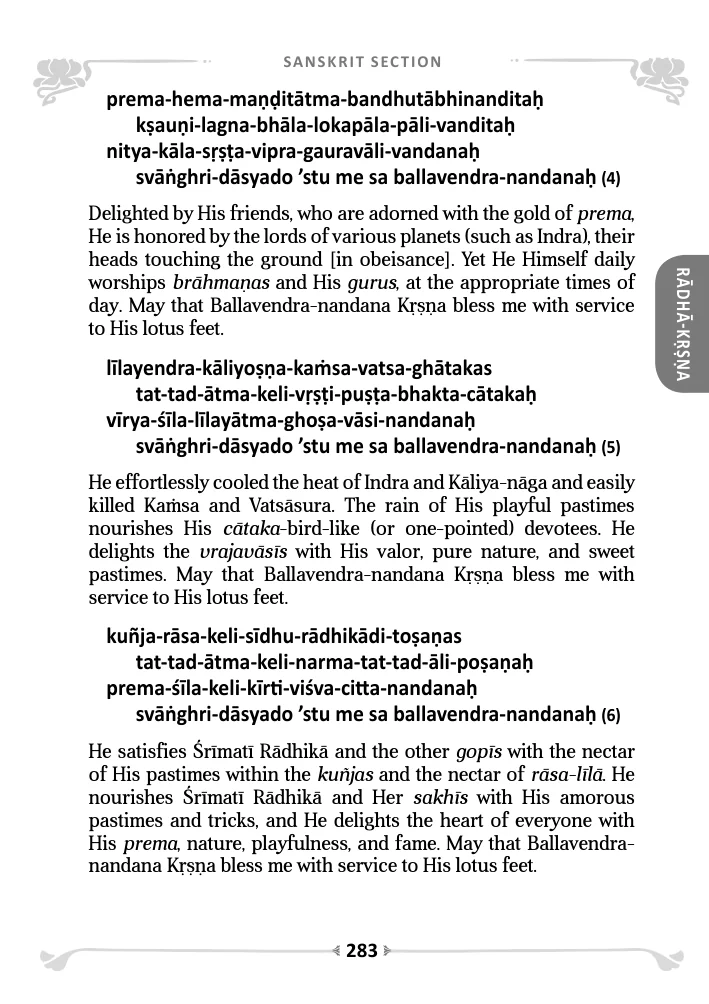 SANSKRIT SECTION
prema-hema-maṇḍitātma-bandhutābhinanditaḥ
kṣauṇi-lagna-bhāla-lokapāla-pāli-vanditaḥ
nitya-kāla-sṛṣṭa-vipra-gauravāli-vandanaḥ
svāṅghri-dāsyado ’stu me sa ballavendra-nandanaḥ (4)
Delighted by His friends, who are adorned with the gold of prema,
He is honored by the lords of various planets (such as Indra), their
heads touching the ground [in obeisance]. Yet He Himself daily
worships brāhmaṇas and His gurus, at the appropriate times of
day. May that Ballavendra-nandana Kṛṣṇa bless me with service
to His lotus feet.
līlayendra-kāliyoṣṇa-kaṁsa-vatsa-ghātakas
tat-tad-ātma-keli-vṛṣṭi-puṣṭa-bhakta-cātakaḥ
vīrya-śīla-līlayātma-ghoṣa-vāsi-nandanaḥ
svāṅghri-dāsyado ’stu me sa ballavendra-nandanaḥ (5)
He effortlessly cooled the heat of Indra and Kāliya-nāga and easily
killed Kaṁsa and Vatsāsura. The rain of His playful pastimes
nourishes His cātaka-bird-like (or one-pointed) devotees. He
delights the vrajavāsīs with His valor, pure nature, and sweet
pastimes. May that Ballavendra-nandana Kṛṣṇa bless me with
service to His lotus feet.
kuñja-rāsa-keli-sīdhu-rādhikādi-toṣaṇas
tat-tad-ātma-keli-narma-tat-tad-āli-poṣaṇaḥ
prema-śīla-keli-kīrti-viśva-citta-nandanaḥ
svāṅghri-dāsyado ’stu me sa ballavendra-nandanaḥ (6)
He satisfies Śrīmatī Rādhikā and the other gopīs with the nectar
of His pastimes within the kuñjas and the nectar of rāsa-līlā. He
nourishes Śrīmatī Rādhikā and Her sakhīs with His amorous
pastimes and tricks, and He delights the heart of everyone with
His prema, nature, playfulness, and fame. May that Ballavendra-
nandana Kṛṣṇa bless me with service to His lotus feet.
RĀDHĀ-KṚṢṆA
283